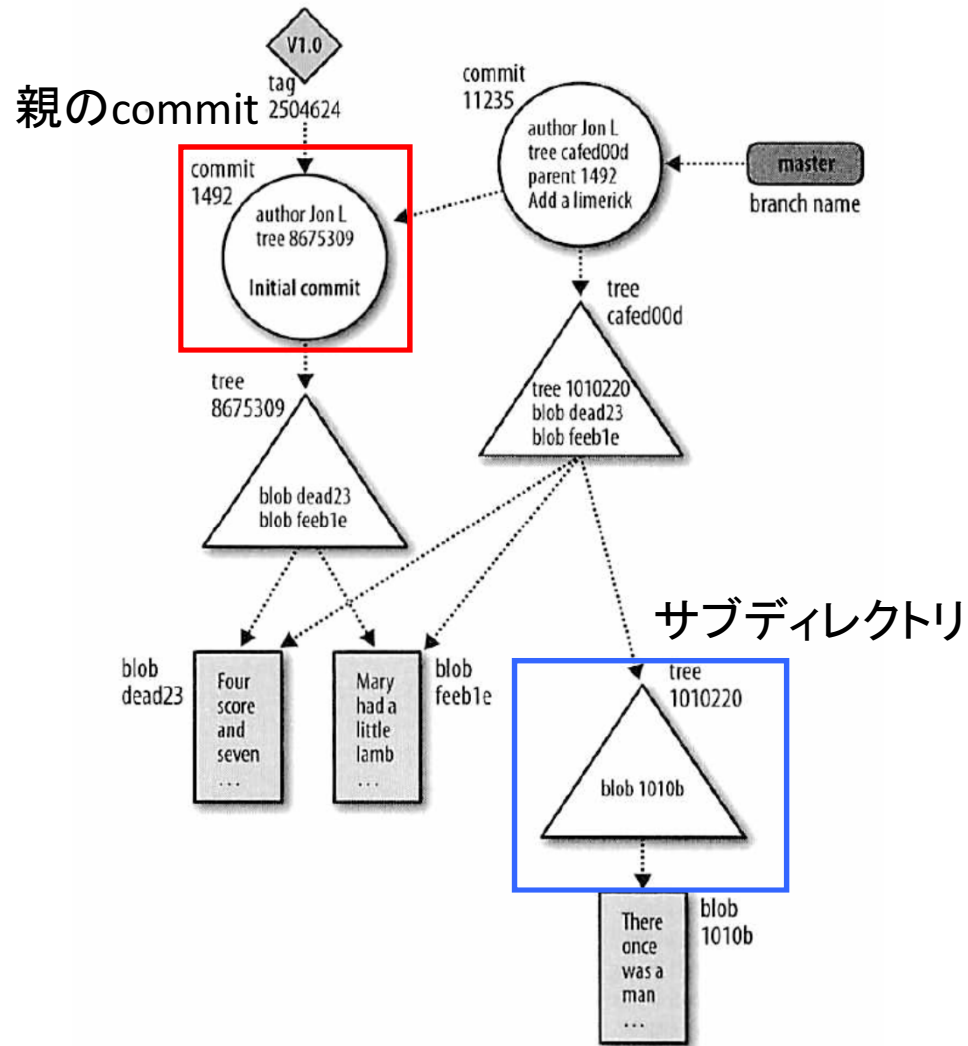 V1.0
tag
2504624
親のcommit
commit
1492
author Jon L
tree 8675309
Initial commit
commit
11235
author Jon L
tree cafed00d
parent 1492
Add a limerick
master
branch name
tree
8675309
blob dead23
blob feeb1e
tree
cafed00d
tree 1010220
blob dead23
blob feeb1e
サブディレクトリ
blob
dead23
Four
score
and
seven
...
Mary
had a
little
lamb
...
blob
feeb1e
tree
1010220
blob 1010b
There
once
was a
man
...
blob
1010b